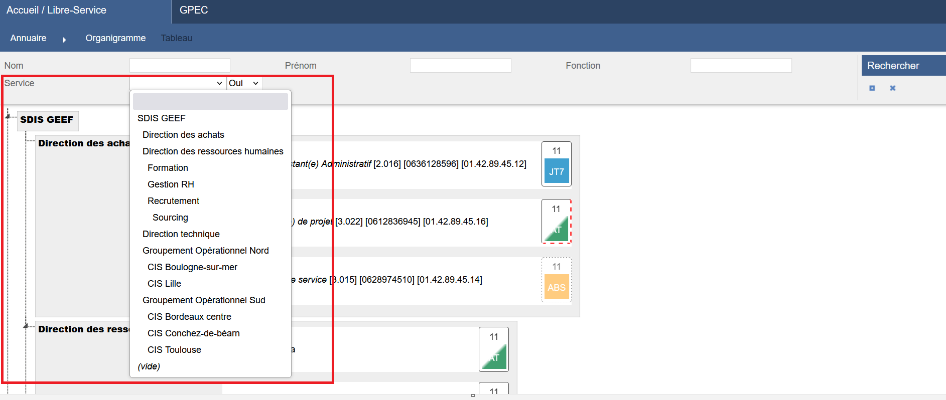 Accueil / Libre-Service GPEC
Annuaire Organigramme Tableau
Nom Prénom Fonction Rechercher
Service Oui
SDIS GEEF
SDIS GEEF
Direction des achats
Direction des ressources humaines
Formation
Gestion RH
Recrutement
Sourcing
Direction technique
Groupement Opérationnel Nord
CIS Boulogne-sur-mer
CIS Lille
Groupement Opérationnel Sud
CIS Bordeaux centre
CIS Conchez-de-béarn
CIS Toulouse
(vide)
Direction des acha
tant(e) Administratif [2.016] [0636128596] [01.42.89.45.12] 11
JT7
) de projet [3.022] [0612836945] [01.42.89.45.16] 11
e service [3.015] [0628974510] [01.42.89.45.14] 11
ABS
Direction des ress
a 11
11